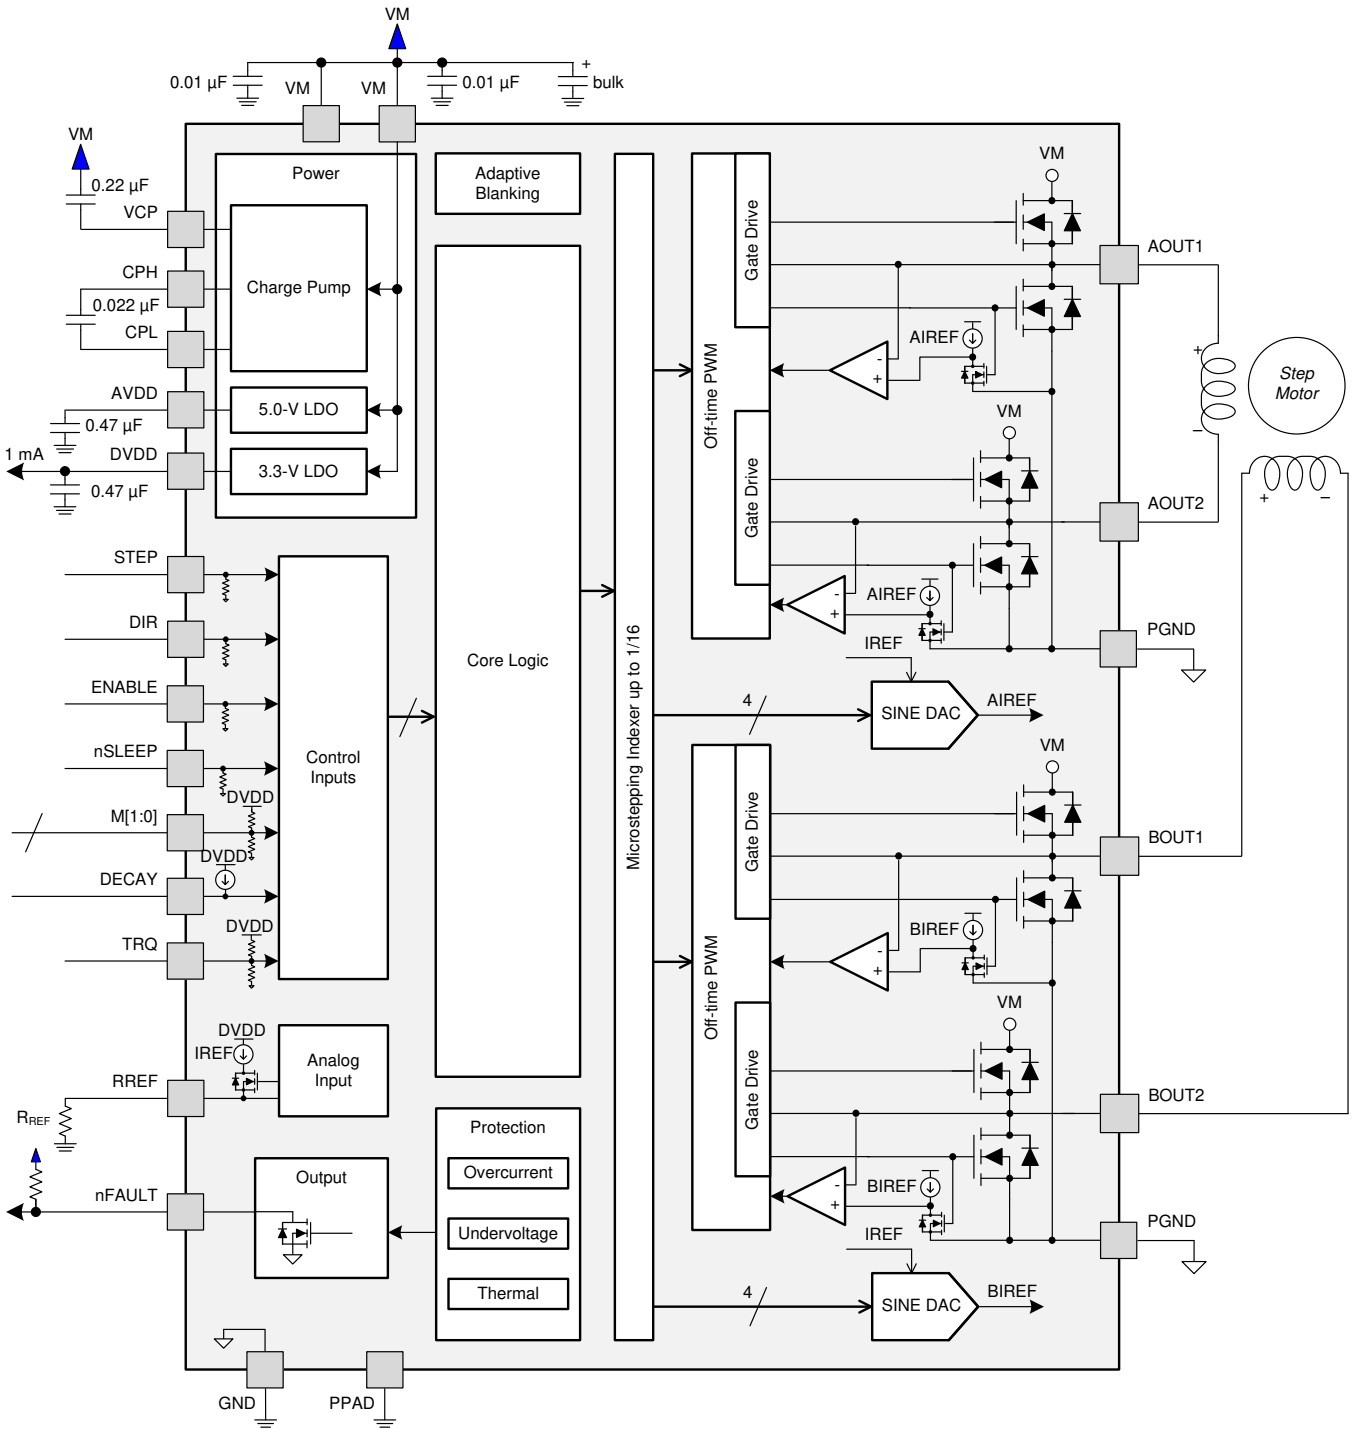 VM
0.01 µF
VM
VM
0.01 µF
+
bulk
VM
0.22 µF
VCP
CPH
0.022 µF
CPL
AVDD
0.47 µF
1 mA
DVDD
0.47 µF
Power
Charge Pump
5.0-V LDO
3.3-V LDO
Adaptive
Blanking
Core Logic
STEP
DIR
ENABLE
nSLEEP
DVDD
M[1:0]
DVDD
DECAY
DVDD
TRQ
Control
Inputs
DVDD
IREF
RREF
RREF
Analog
Input
nFAULT
Output
Protection
Overcurrent
Undervoltage
Thermal
GND
PPAD
Microstepping Indexer up to 1/16
Off-time PWM
Gate Drive
VM
AOUT1
AIREF
-
+
Gate Drive
VM
AOUT2
AIREF
-
+
PGND
IREF
4
SINE DAC
AIREF
+
Step
Motor
–
+
–
Off-time PWM
Gate Drive
VM
BOUT1
BIREF
-
+
Gate Drive
VM
BOUT2
BIREF
-
+
PGND
IREF
4
SINE DAC
BIREF